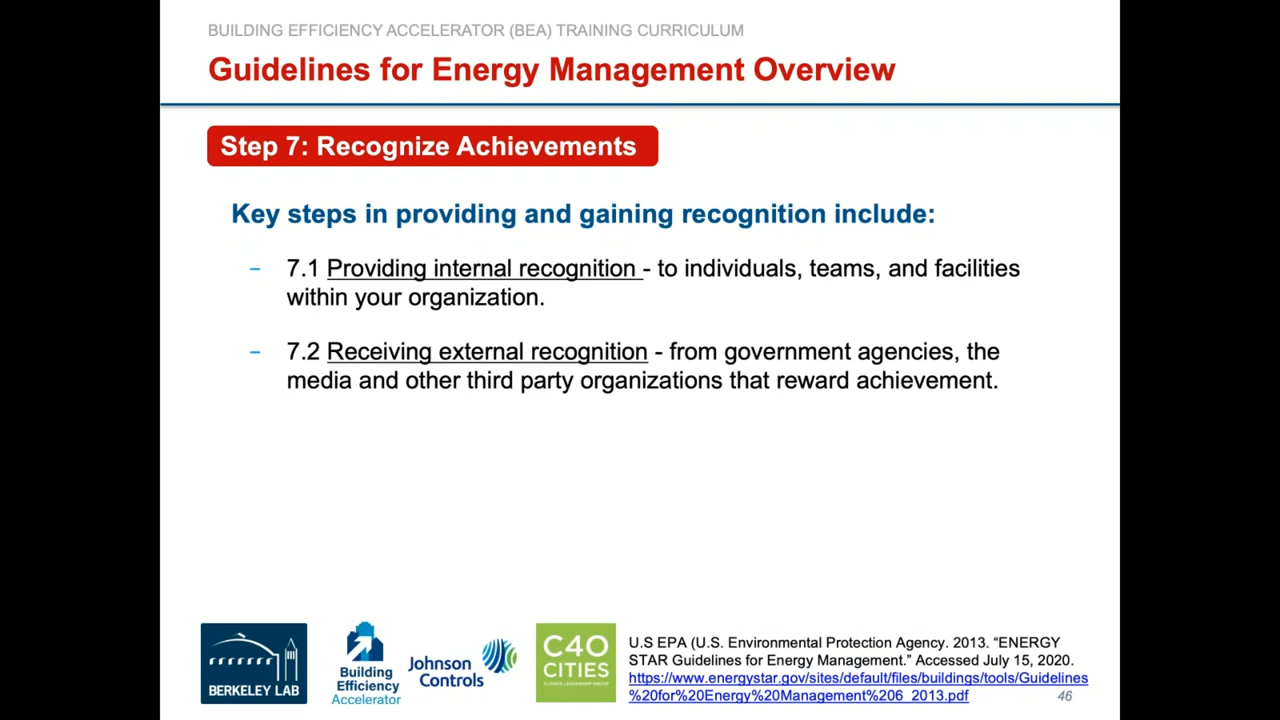 BUILDING EFFICIENCY ACCELERATOR (BEA) TRAINING CURRICULUM
Guidelines for Energy Management Overview
Step 7: Recognize Achievements
Key steps in providing and gaining recognition include:
- 7.1 Providing internal recognition - to individuals, teams, and facilities
within your organization.
- 7.2 Receiving external recognition - from government agencies, the
media and other third party organizations that reward achievement.
BERKELEY LAB
Building
Efficiency
Accelerator
Johnson
Controls
C40
CITIES
CLIMATE LEADERSHIP GROUP
U.S EPA (U.S. Environmental Protection Agency. 2013. “ENERGY
STAR Guidelines for Energy Management.” Accessed July 15, 2020.
https://www.energystar.gov/sites/default/files/buildings/tools/Guidelines
%20for%20Energy%20Management%206_2013.pdf
46